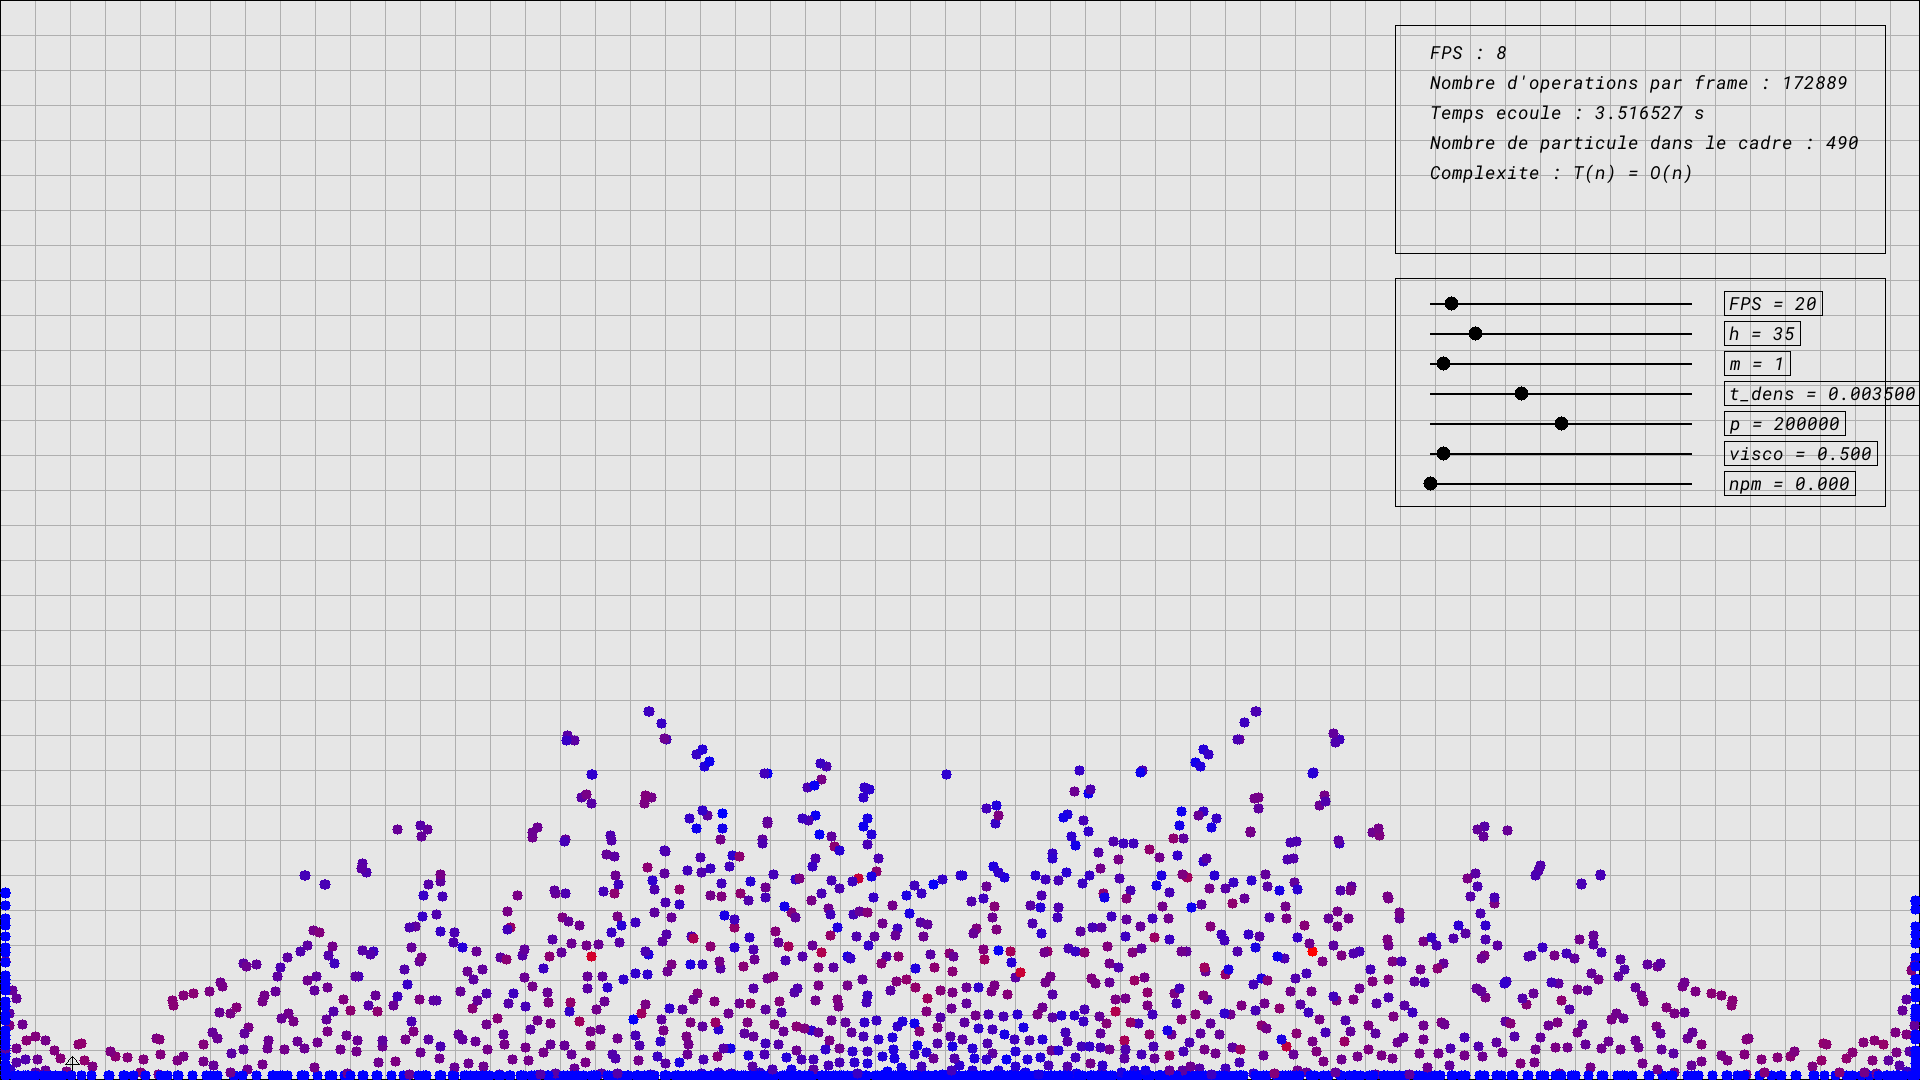 FPS : 8
Nombre d'operations par frame : 172889
Temps ecoule : 3.516527 s
Nombre de particule dans le cadre : 490
Complexite : T(n) = O(n)
FPS = 20
h = 35
m = 1
t_dens = 0.003500
p = 200000
visco = 0.500
npm = 0.000